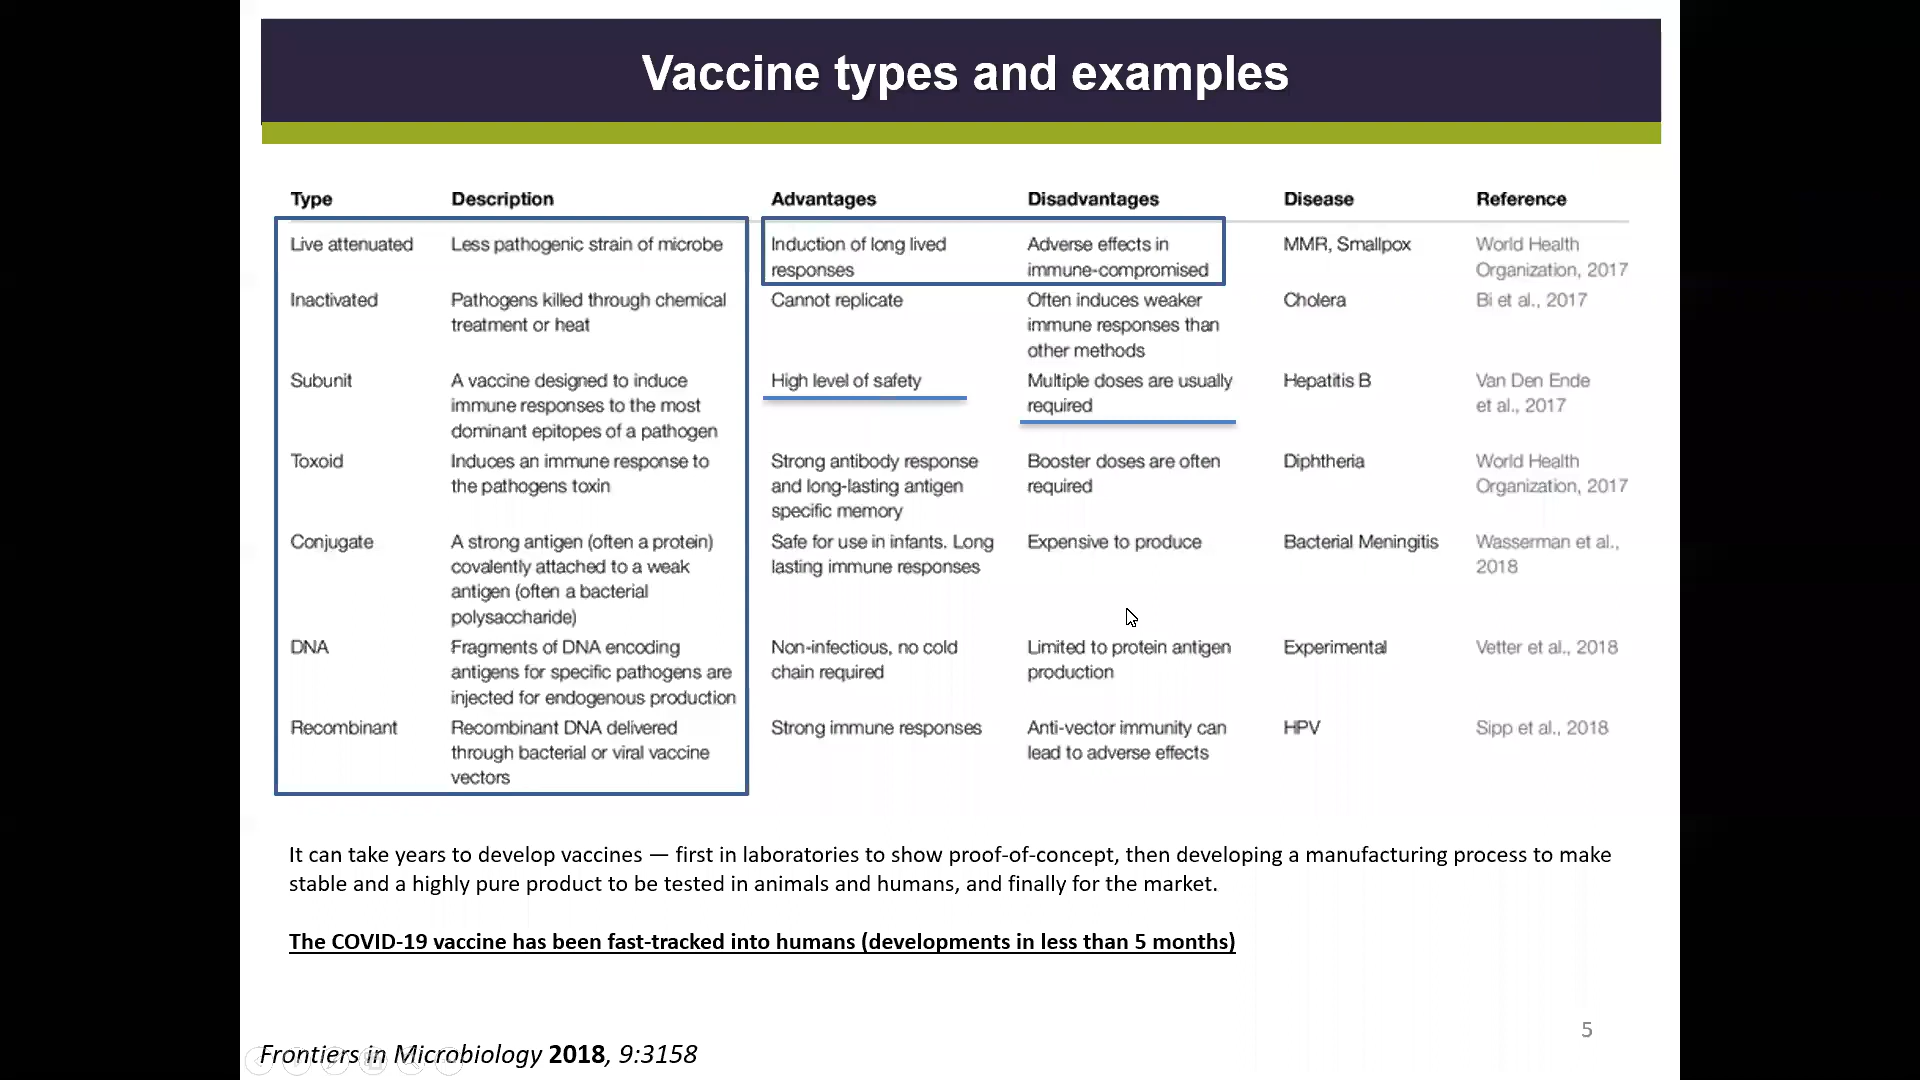 Vaccine types and examples
Type Description Advantages Disadvantages Disease Reference
Live attenuated Less pathogenic strain of microbe Induction of long lived responses Adverse effects in immune-compromised MMR, Smallpox World Health Organization, 2017
Inactivated Pathogens killed through chemical treatment or heat Cannot replicate Often induces weaker immune responses than other methods Cholera Bi et al., 2017
Subunit A vaccine designed to induce immune responses to the most dominant epitopes of a pathogen High level of safety Multiple doses are usually required Hepatitis B Van Den Ende et al., 2017
Toxoid Induces an immune response to the pathogens toxin Strong antibody response and long-lasting antigen specific memory Booster doses are often required Diphtheria World Health Organization, 2017
Conjugate A strong antigen (often a protein) covalently attached to a weak antigen (often a bacterial polysaccharide) Safe for use in infants. Long lasting immune responses Expensive to produce Bacterial Meningitis Wasserman et al., 2018
DNA Fragments of DNA encoding antigens for specific pathogens are injected for endogenous production Non-infectious, no cold chain required Limited to protein antigen production Experimental Vetter et al., 2018
Recombinant Recombinant DNA delivered through bacterial or viral vaccine vectors Strong immune responses Anti-vector immunity can lead to adverse effects HPV Sipp et al., 2018
It can take years to develop vaccines — first in laboratories to show proof-of-concept, then developing a manufacturing process to make
stable and a highly pure product to be tested in animals and humans, and finally for the market.
The COVID-19 vaccine has been fast-tracked into humans (developments in less than 5 months)
5
Frontiers in Microbiology 2018, 9:3158